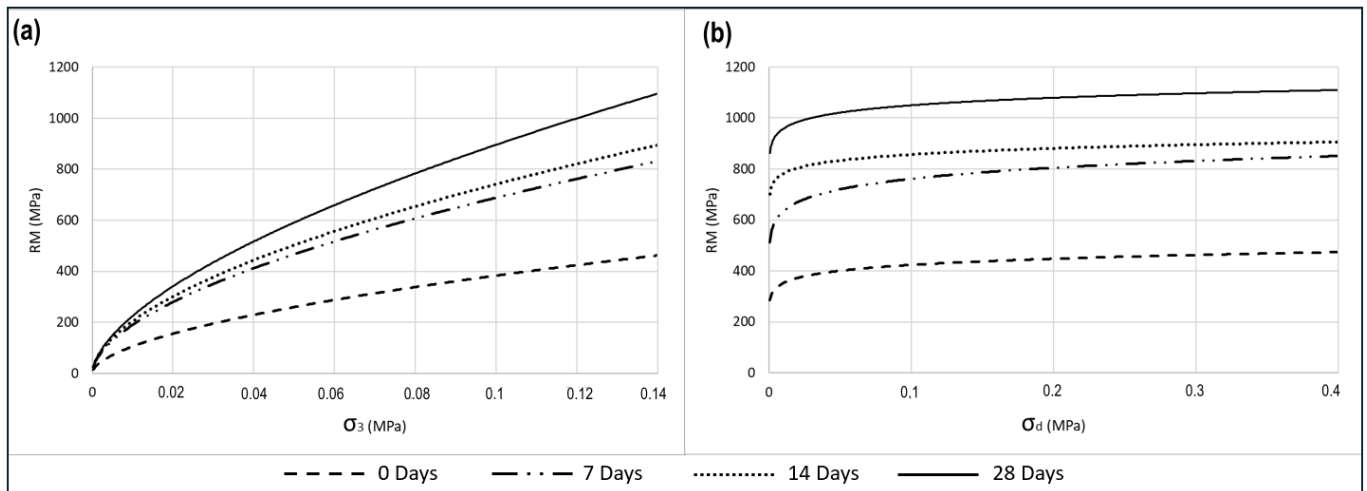 (a)
1200
1000
800
600
400
200
0
RM (MPa)
0 0.02 0.04 0.06 0.08 0.1 0.12 0.14
σ3 (MPa)
(b)
1200
1000
800
600
400
200
0
RM (MPa)
0 0,1 0.2 0.3 0.4
σd (MPa)
0 Days 7 Days 14 Days 28 Days